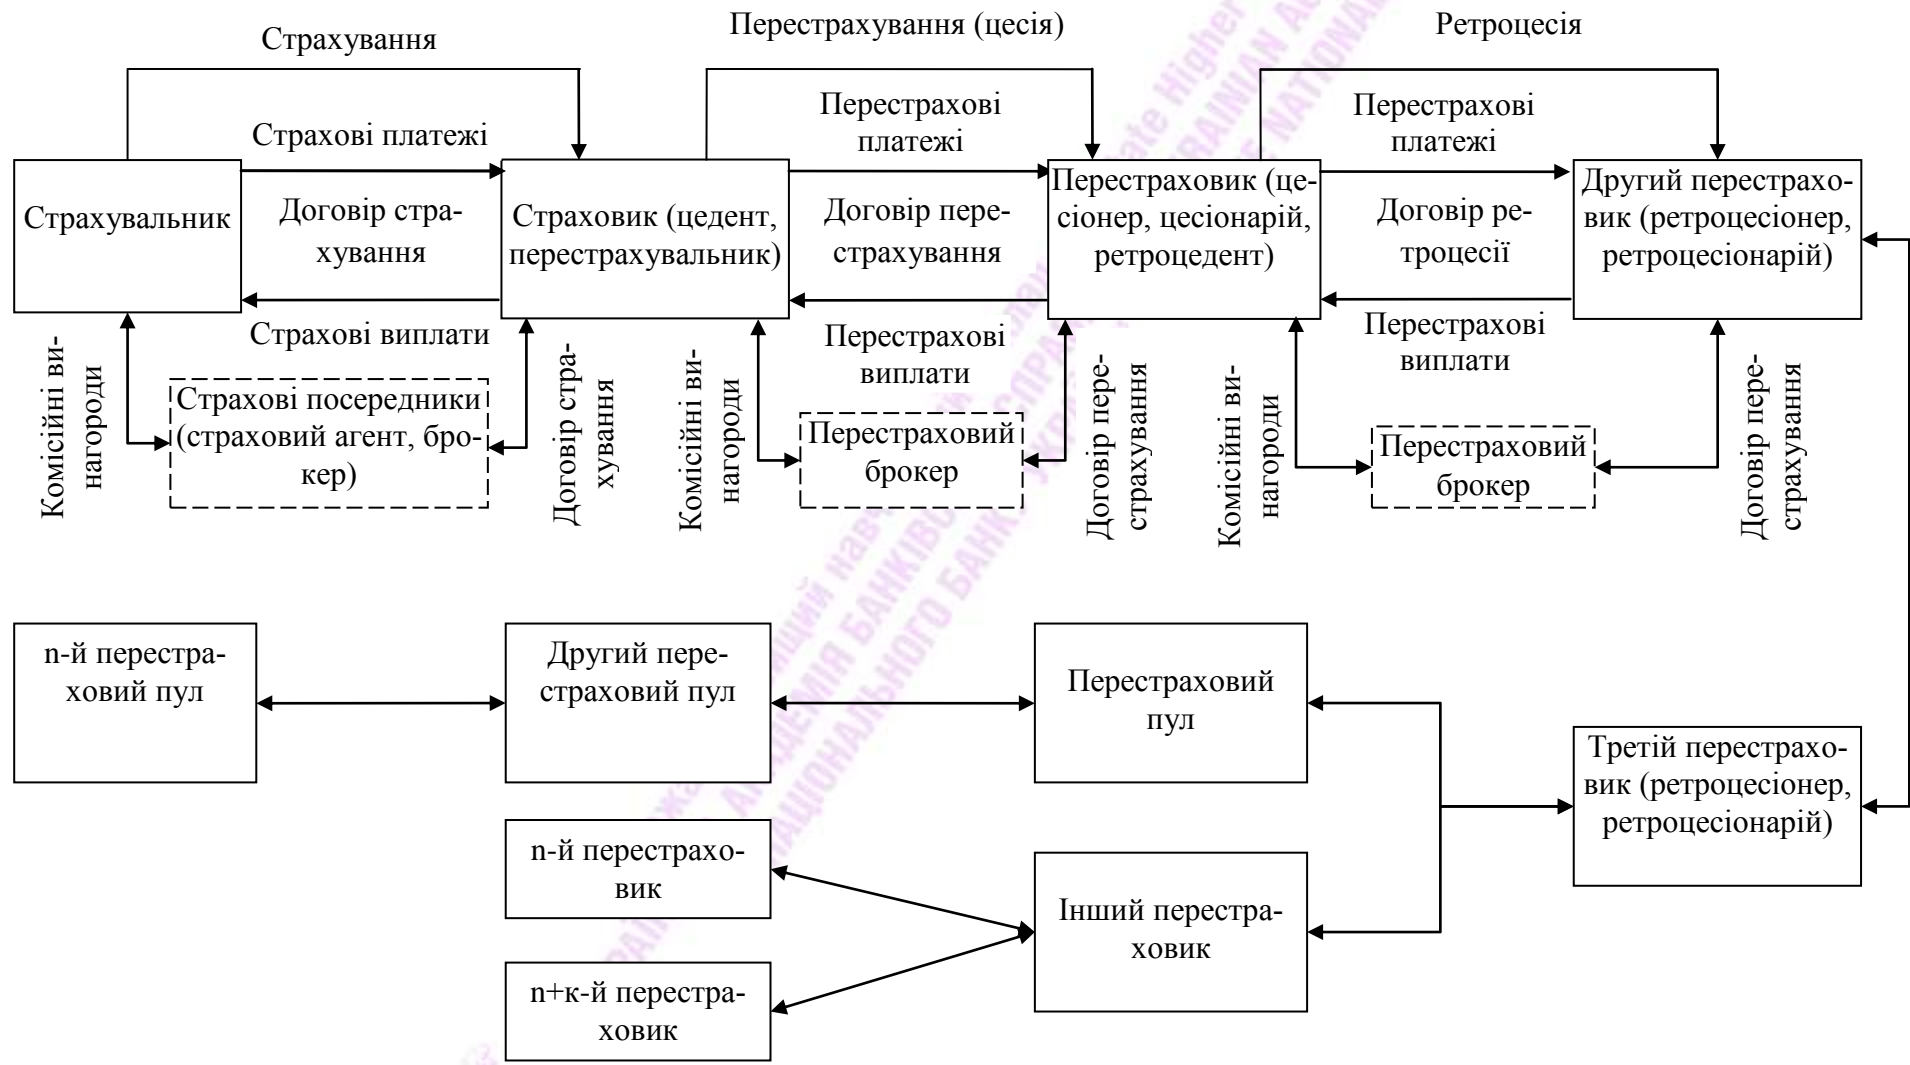 Страхування
Перестрахування (цесія)
Ретроцесія
Страхові платежі
Перестрахові
платежі
Перестрахові
платежі
Страхувальник
Договір стра-
хування
Страховик (цедент,
перестрахувальник)
Договір пере-
страхування
Перестраховик (це-
сіонер, цесіонарій,
ретроцедент)
Договір ре-
троцесії
Другий перестрахо-
вик (ретроцесіонер,
ретроцесіонарій)
Страхові виплати
Перестрахові
виплати
Перестрахові
виплати
Комісійні ви-
нагороди
Страхові посередники
(страховий агент, бро-
кер)
Договір стра-
хування
Комісійні ви-
нагороди
Перестраховий
брокер
Договір пере-
страхування
Комісійні ви-
нагороди
Перестраховий
брокер
Договір пере-
страхування
n-й перестра-
ховий пул
Другий пере-
страховий пул
Перестраховий
пул
Третій перестрахо-
вик (ретроцесіонер,
ретроцесіонарій)
n-й перестрахо-
вик
Інший перестра-
ховик
n+к-й перестра-
ховик